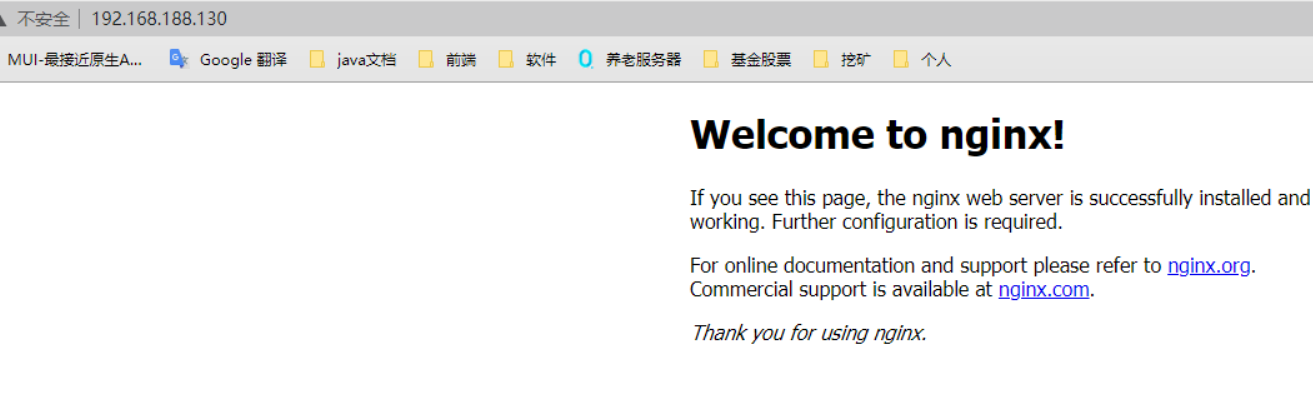 不安全 192.168.188.130
MUI-最接近原生A... Google 翻译 java文档 前端 软件 养老服务器 基金股票 挖矿 个人
Welcome to nginx!
If you see this page, the nginx web server is successfully installed and
working. Further configuration is required.
For online documentation and support please refer to nginx.org.
Commercial support is available at nginx.com.
Thank you for using nginx.